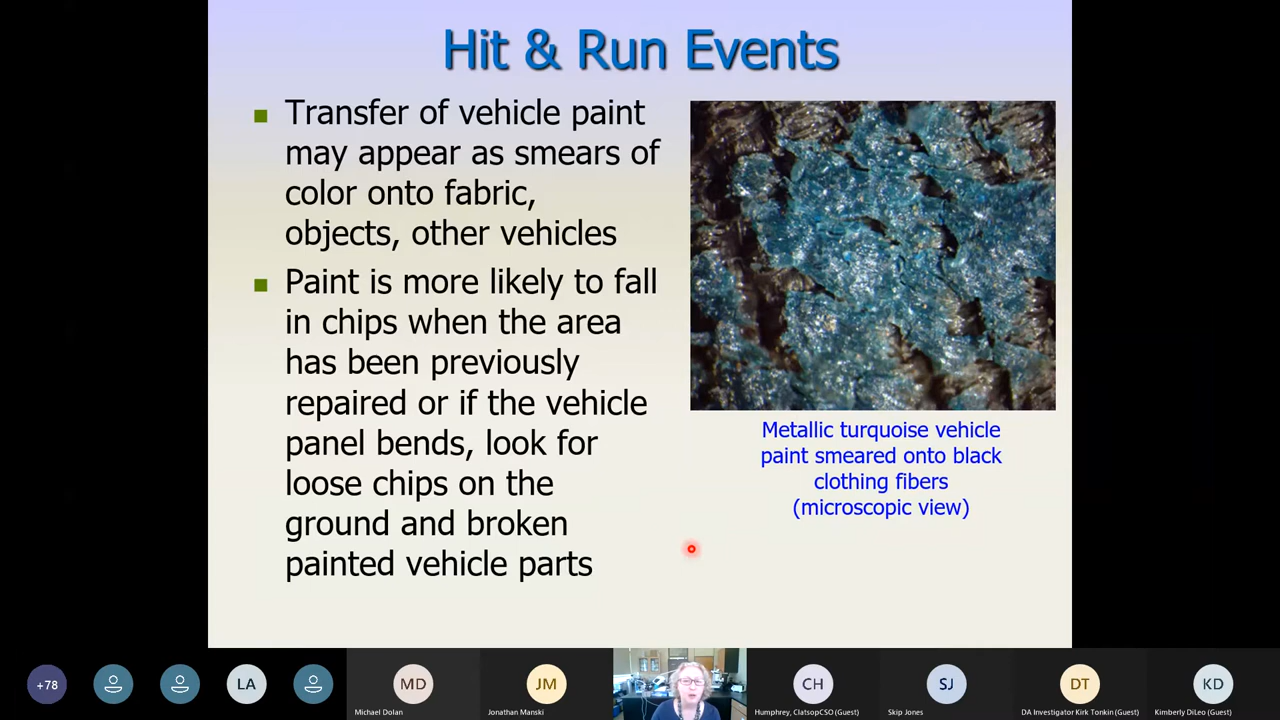 Hit & Run Events
Transfer of vehicle paint
may appear as smears of
color onto fabric,
objects, other vehicles
Paint is more likely to fall
in chips when the area
has been previously
repaired or if the vehicle
panel bends, look for
loose chips on the
ground and broken
painted vehicle parts
Metallic turquoise vehicle
paint smeared onto black
clothing fibers
(microscopic view)
+78
LA
MD
Michael Dolan
JM
Jonathan Manski
CH
Humphrey, ClatsopCSO (Guest)
SJ
Skip Jones
DT
DA Investigator Kirk Tonkin (Guest)
KD
Kimberly DiLeo (Guest)